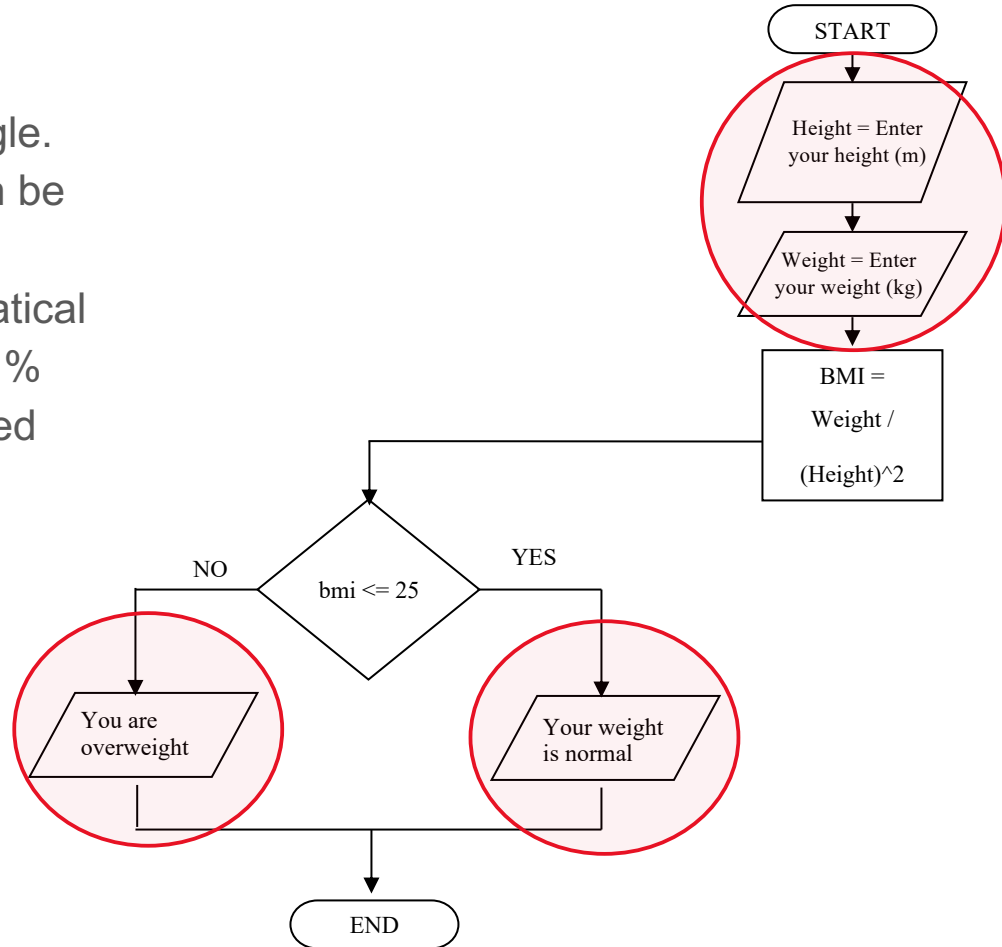 gle.
n be
atical
%
ed
START
Height = Enter
your height (m)
Weight = Enter
your weight (kg)
BMI =
Weight /
(Height)^2
NO
bmi <= 25
YES
You are
overweight
Your weight
is normal
END